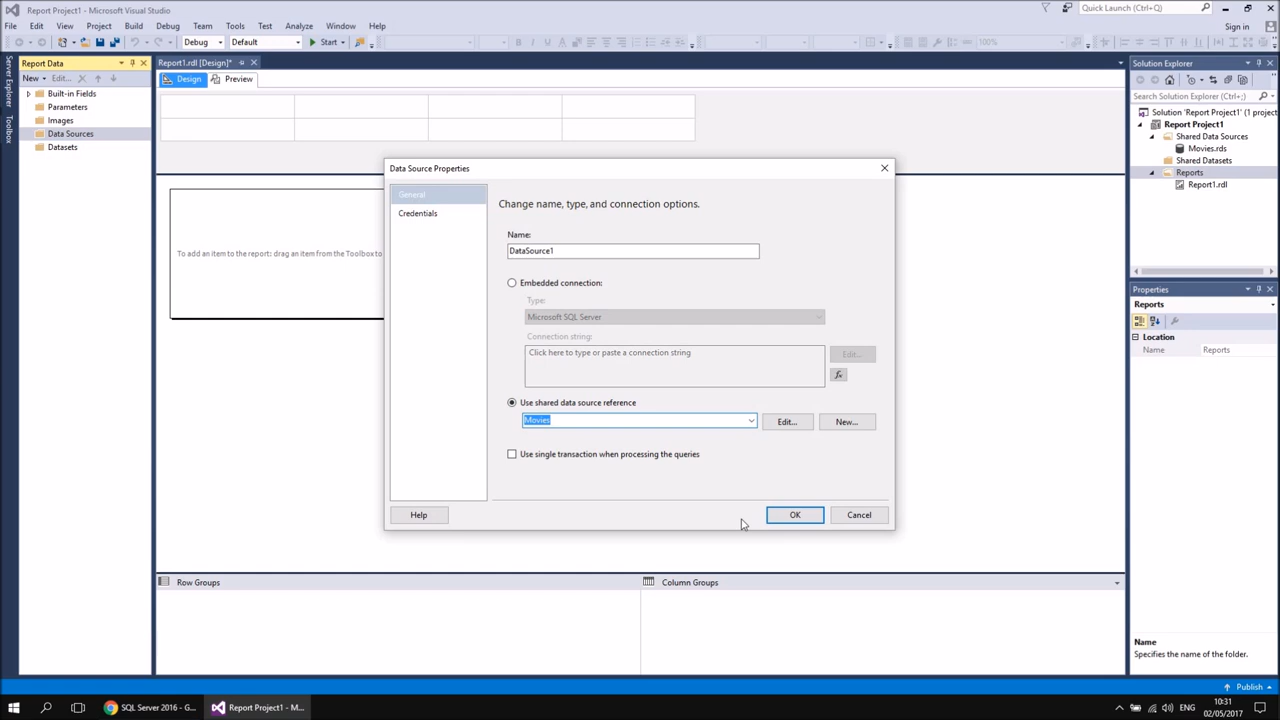 Report Project1 - Microsoft Visual Studio
Quick Launch (Ctrl+Q)
File Edit View Project Build Debug Team Tools Test Analyze Window Help
Sign in
Debug Default Start 100%
Server Explorer
Toolbox
Report Data
New Edit...
Built-in Fields
Parameters
Images
Data Sources
Datasets
Report1.rdl [Design]*
Design Preview
To add an item to the report: drag an item from the Toolbox to
Data Source Properties
General
Credentials
Change name, type, and connection options.
Name:
DataSource1
Embedded connection:
Type:
Microsoft SQL Server
Connection string:
Click here to type or paste a connection string
Edit...
fx
Use shared data source reference
Movies
Edit... New...
Use single transaction when processing the queries
Help OK Cancel
Row Groups
Column Groups
Solution Explorer
Search Solution Explorer (Ctrl+;)
Solution 'Report Project1' (1 project
Report Project1
Shared Data Sources
Movies.rds
Shared Datasets
Reports
Report1.rdl
Properties
Reports
Location
Name Reports
Name
Specifies the name of the folder.
Publish
SQL Server 2016 - G...
Report Project1 - M...
ENG
10:31
02/05/2017